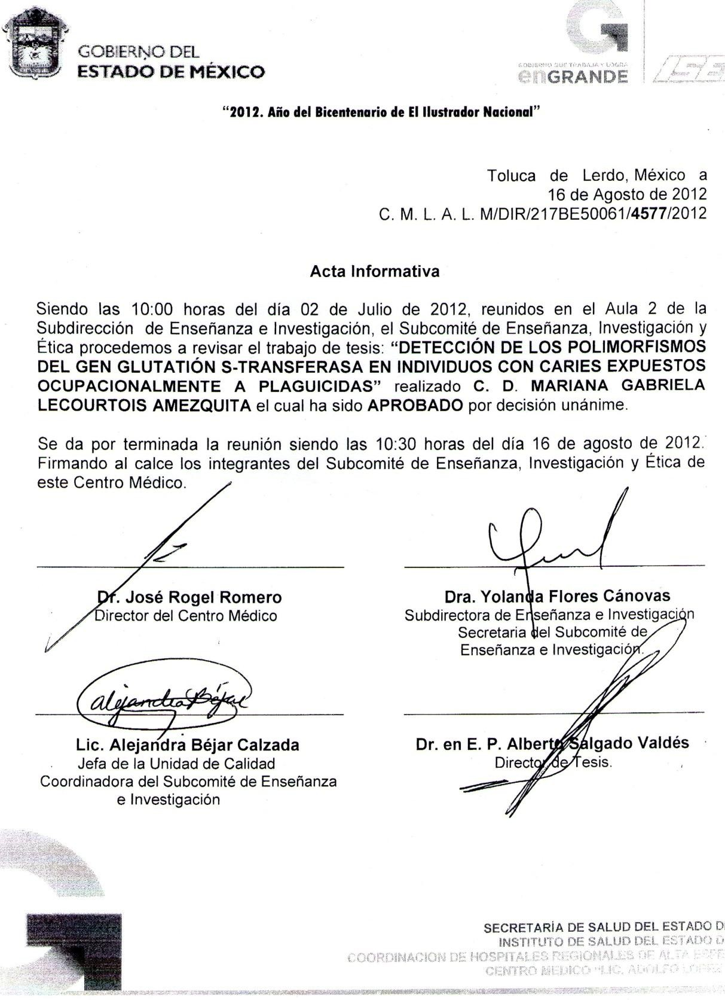 GOBIERNO DEL
ESTADO DE MÉXICO
GOBIERNO QUE TRABAJA Y LOGRA
enGRANDE
"2012. Año del Bicentenario de El Ilustrador Nacional"
Toluca de Lerdo, México a
16 de Agosto de 2012
C. M. L. A. L. M/DIR/217BE50061/4577/2012
Acta Informativa
Siendo las 10:00 horas del día 02 de Julio de 2012, reunidos en el Aula 2 de la
Subdirección de Enseñanza e Investigación, el Subcomité de Enseñanza, Investigación y
Ética procedemos a revisar el trabajo de tesis: "DETECCIÓN DE LOS POLIMORFISMOS
DEL GEN GLUTATIÓN S-TRANSFERASA EN INDIVIDUOS CON CARIES EXPUESTOS
OCUPACIONALMENTE A PLAGUICIDAS" realizado C. D. MARIANA GABRIELA
LECOURTOIS AMEZQUITA el cual ha sido APROBADO por decisión unánime.
Se da por terminada la reunión siendo las 10:30 horas del día 16 de agosto de 2012.
Firmando al calce los integrantes del Subcomité de Enseñanza, Investigación y Ética de
este Centro Médico.
Dr. José Rogel Romero
Director del Centro Médico
Dra. Yolanda Flores Cánovas
Subdirectora de Enseñanza e Investigación
Secretaria del Subcomité de
Enseñanza e Investigación.
Alejandra Béjar
Lic. Alejandra Béjar Calzada
Jefa de la Unidad de Calidad
Coordinadora del Subcomité de Enseñanza
e Investigación
Dr. en E. P. Alberto Salgado Valdés
Director de Tesis.
SECRETARÍA DE SALUD DEL ESTADO D
INSTITUTO DE SALUD DEL ESTADO D
COORDINACION DE HOSPITALES REGIONALES DE ALTA
CENTRO MEDICO "LIC. ADOLFO